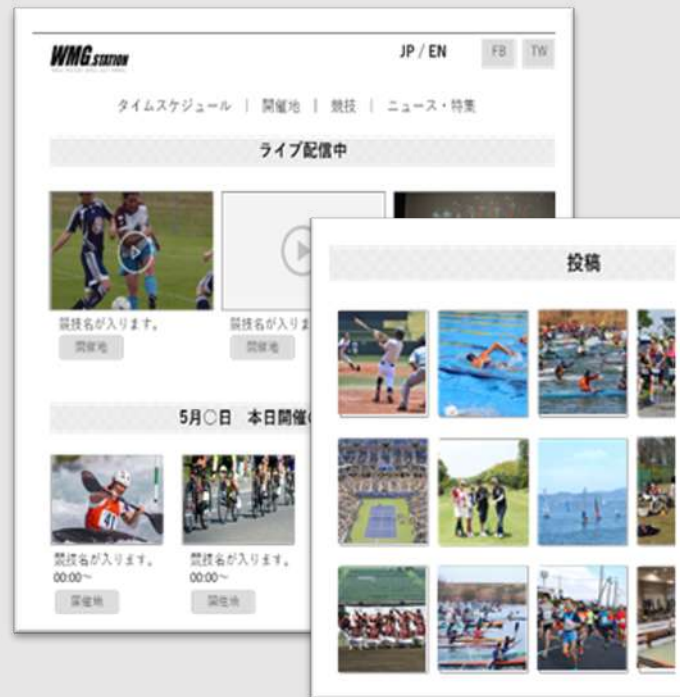 WMG.STATION
JP / EN
FB
TW
タイムスケジュール | 開催地 | 競技 | ニュース・特集
ライブ配信中
競技名が入ります。
開催地
競技名が入りま
開催地
5月〇日 本日開催
競技名が入ります。
00:00～
開催地
競技名が入ります。
00:00～
開催地
投稿
41